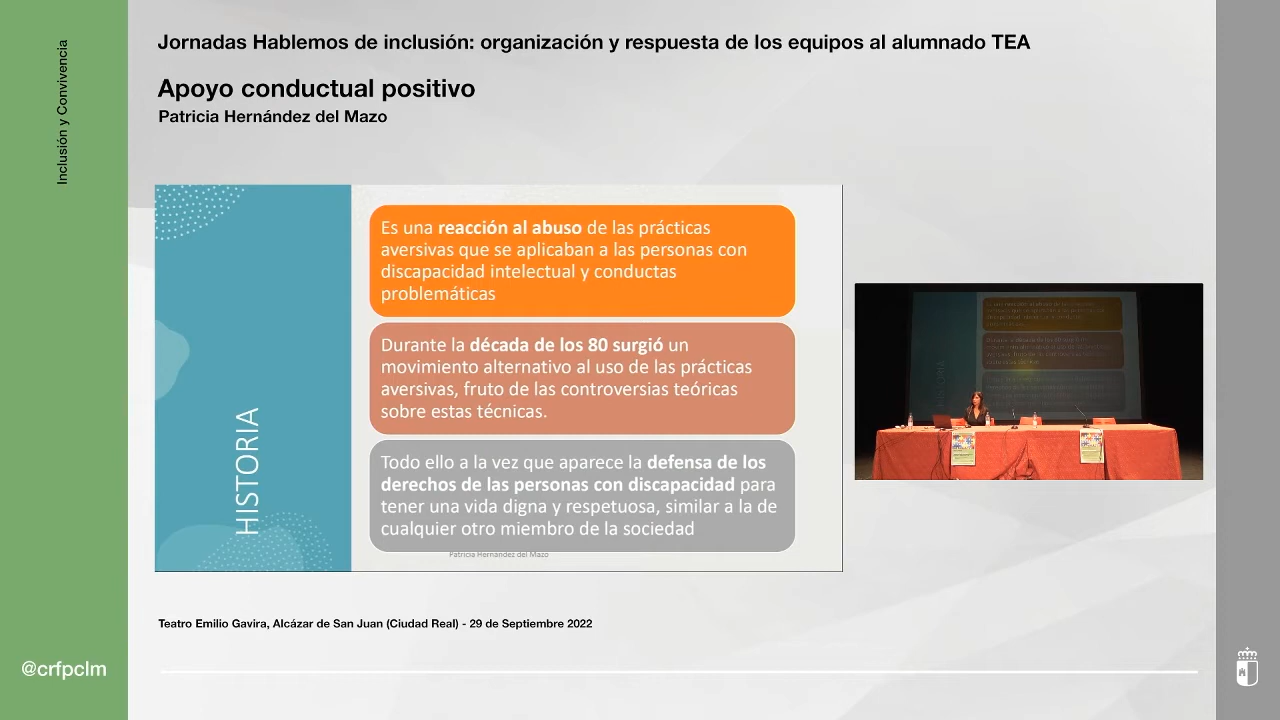 Inclusión y Convivencia
Jornadas Hablemos de inclusión: organización y respuesta de los equipos al alumnado TEA
Apoyo conductual positivo
Patricia Hernández del Mazo
HISTORIA
Es una reacción al abuso de las prácticas
aversivas que se aplicaban a las personas con
discapacidad intelectual y conductas
problemáticas
Durante la década de los 80 surgió un
movimiento alternativo al uso de las prácticas
aversivas, fruto de las controversias teóricas
sobre estas técnicas.
Todo ello a la vez que aparece la defensa de los
derechos de las personas con discapacidad para
tener una vida digna y respetuosa, similar a la de
cualquier otro miembro de la sociedad
Patricia Hernández del Mazo
Teatro Emilio Gavira, Alcázar de San Juan (Ciudad Real) - 29 de Septiembre 2022
@crfpclm